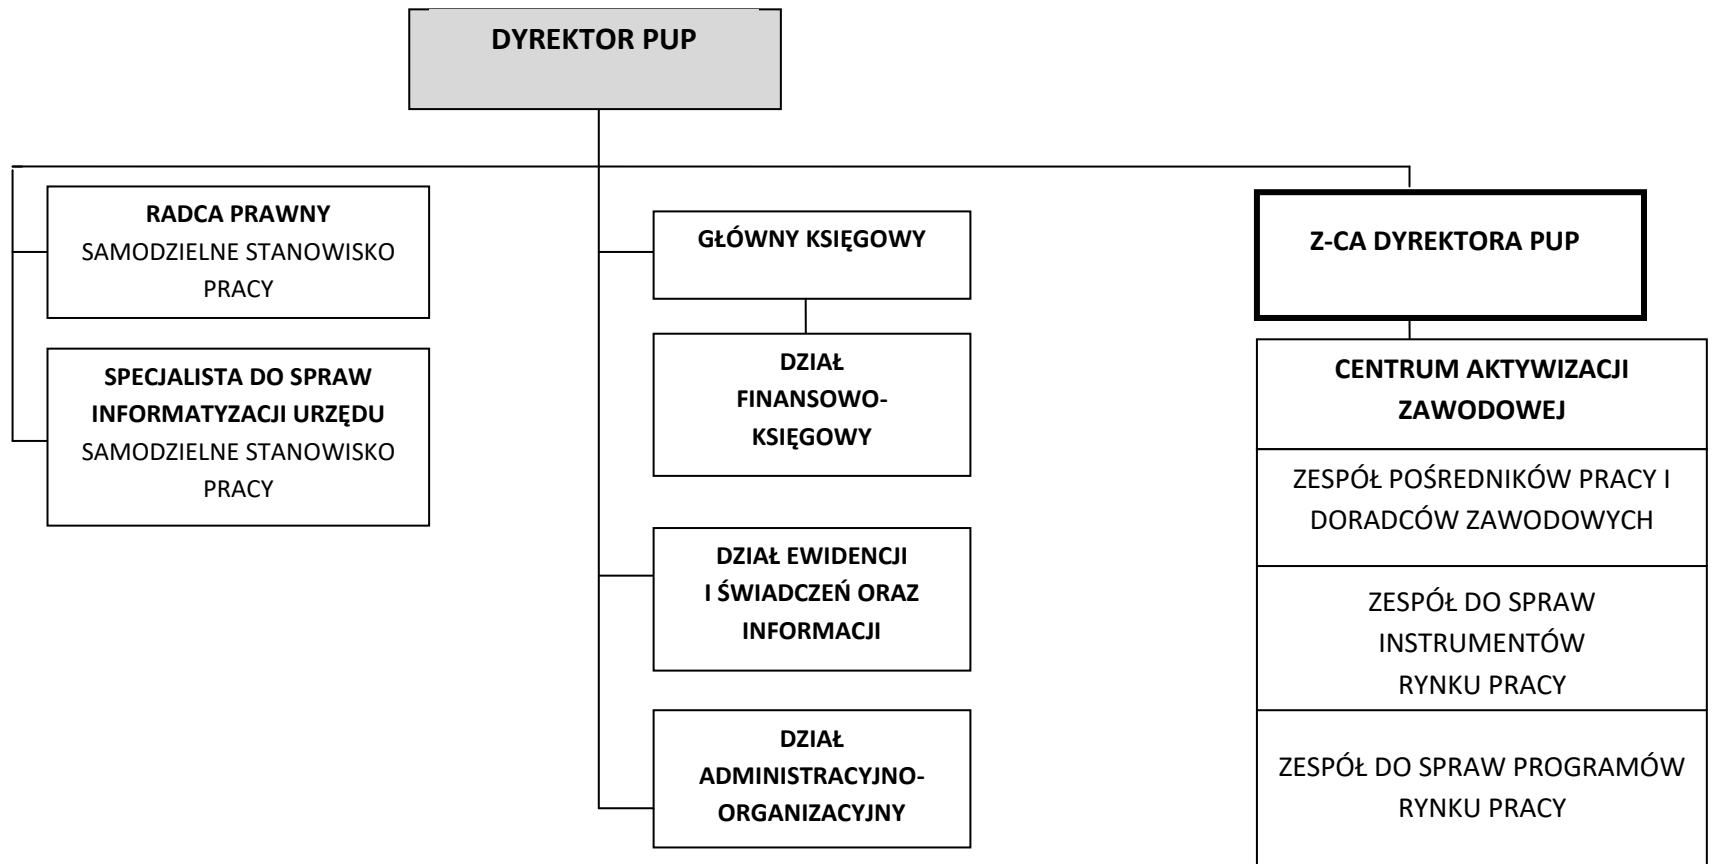 DYREKTOR PUP
RADCA PRAWNY
SAMODZIELNE STANOWISKO
PRACY
SPECJALISTA DO SPRAW
INFORMATYZACJI URZĘDU
SAMODZIELNE STANOWISKO
PRACY
GŁÓWNY KSIĘGOWY
DZIAŁ
FINANSOWO-
KSIĘGOWY
DZIAŁ EWIDENCJI
I ŚWIADCZEŃ ORAZ
INFORMACJI
DZIAŁ
ADMINISTRACYJNO-
ORGANIZACYJNY
Z-CA DYREKTORA PUP
CENTRUM AKTYWIZACJI
ZAWODOWEJ
ZESPÓŁ POŚREDNIKÓW PRACY I
DORADCÓW ZAWODOWYCH
ZESPÓŁ DO SPRAW
INSTRUMENTÓW
RYNKU PRACY
ZESPÓŁ DO SPRAW PROGRAMÓW
RYNKU PRACY